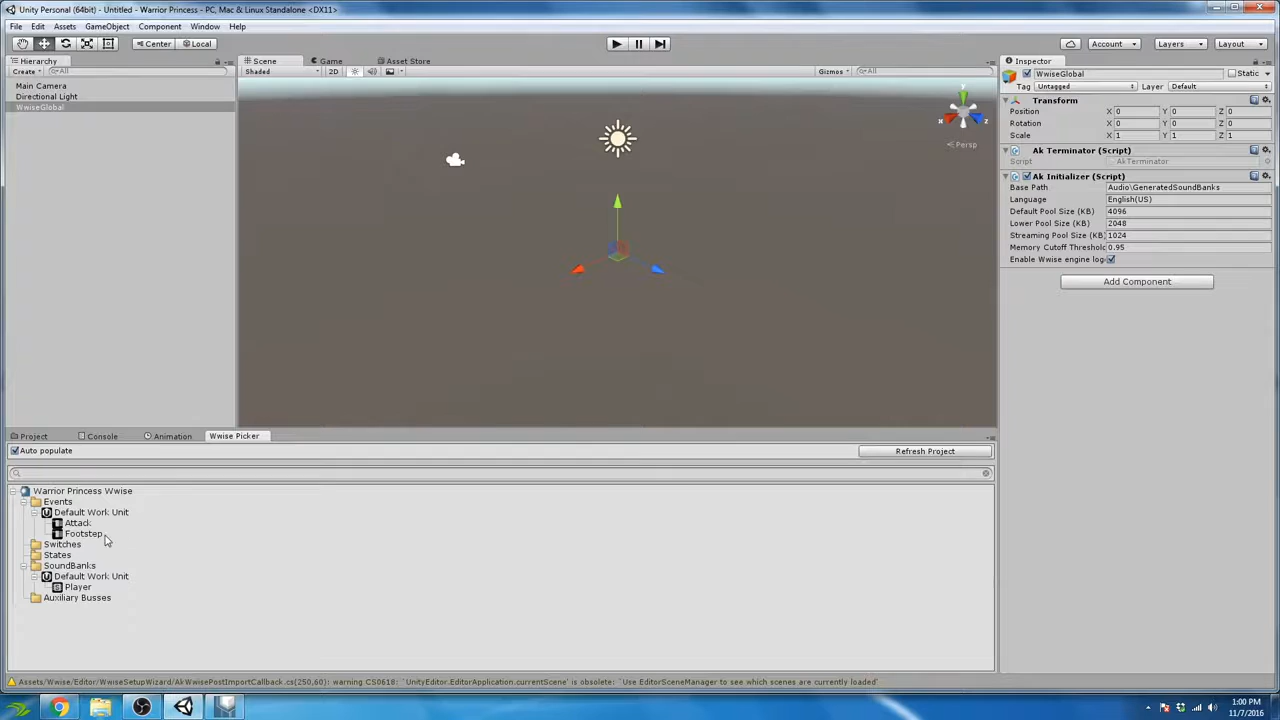 Unity Personal (64bit) - Untitled - Warrior Princess - PC, Mac & Linux Standalone <DX11>
File Edit Assets GameObject Component Window Help
Center Local Account Layers Layout
Hierarchy Scene Game Asset Store Inspector
Create All Shaded 2D Gizmos All WwiseGlobal Static
Main Camera Tag Untagged Layer Default
Directional Light Transform
WwiseGlobal Position X 0 Y 0 Z 0
Rotation X 0 Y 0 Z 0
Scale X 1 Y 1 Z 1
y x z
Persp
Ak Terminator (Script)
Script AkTerminator
Ak Initializer (Script)
Base Path Audio\GeneratedSoundBanks
Language English(US)
Default Pool Size (KB) 4096
Lower Pool Size (KB) 2048
Streaming Pool Size (KB) 1024
Memory Cutoff Threshold 0.95
Enable Wwise engine log
Add Component
Project Console Animation Wwise Picker
Auto populate Refresh Project
Warrior Princess Wwise
Events
Default Work Unit
Attack
Footstep
Switches
States
SoundBanks
Default Work Unit
Player
Auxiliary Busses
Assets/Wwise/Editor/WwiseSetupWizard/AkWwisePostImportCallback.cs(250,60): warning CS0618: `UnityEditor.EditorApplication.currentScene' is obsolete: `Use EditorSceneManager to see which scenes are currently loaded'
1:00 PM
11/7/2016